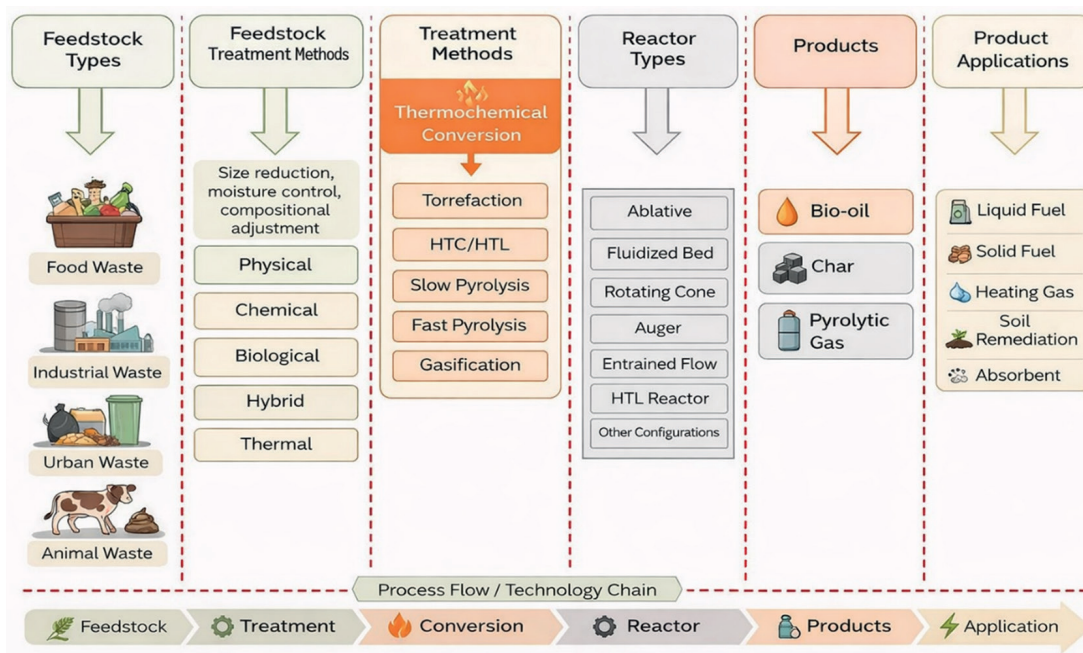 Feedstock
Types
Feedstock
Treatment Methods
Treatment
Methods
Reactor
Types
Products
Product
Applications
Thermochemical
Conversion
Food Waste
Industrial Waste
Urban Waste
Animal Waste
Size reduction,
moisture control,
compositional
adjustment
Physical
Chemical
Biological
Hybrid
Thermal
Torrefaction
HTC/HTL
Slow Pyrolysis
Fast Pyrolysis
Gasification
Ablative
Fluidized Bed
Rotating Cone
Auger
Entrained Flow
HTL Reactor
Other Configurations
Bio-oil
Char
Pyrolytic
Gas
Liquid Fuel
Solid Fuel
Heating Gas
Soil
Remediation
Absorbent
Process Flow / Technology Chain
Feedstock
Treatment
Conversion
Reactor
Products
Application